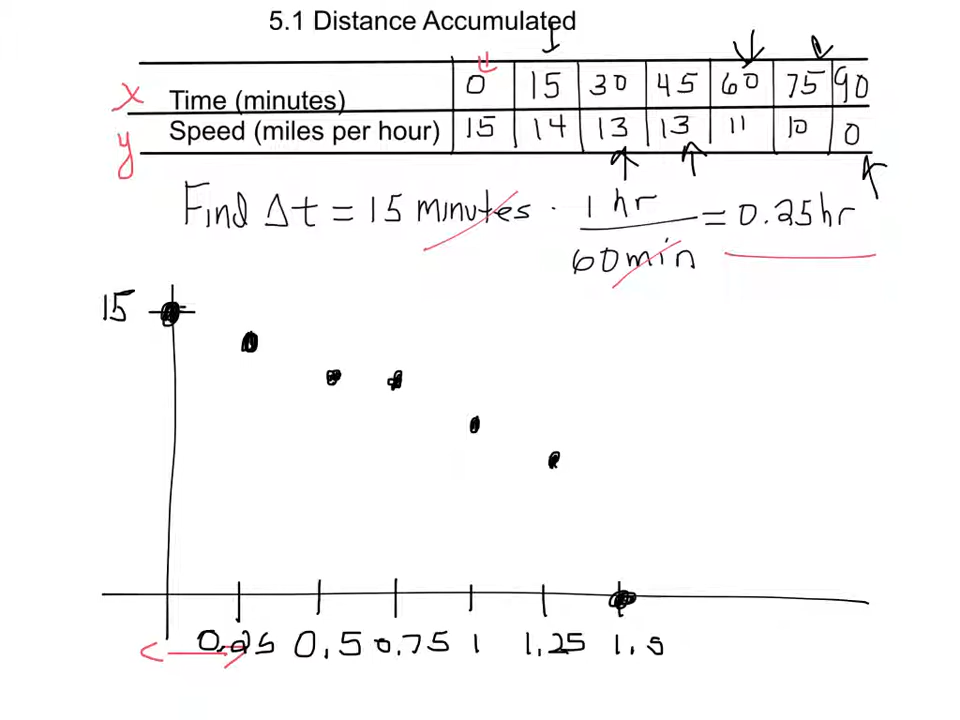 5.1 Distance Accumulated
x Time (minutes) 0 15 30 45 60 75 90
y Speed (miles per hour) 15 14 13 13 11 10 0
Find Δt = 15 minutes · 1 hr / 60 min = 0.25 hr
15
0.25 0.5 0.75 1 1.25 1.5